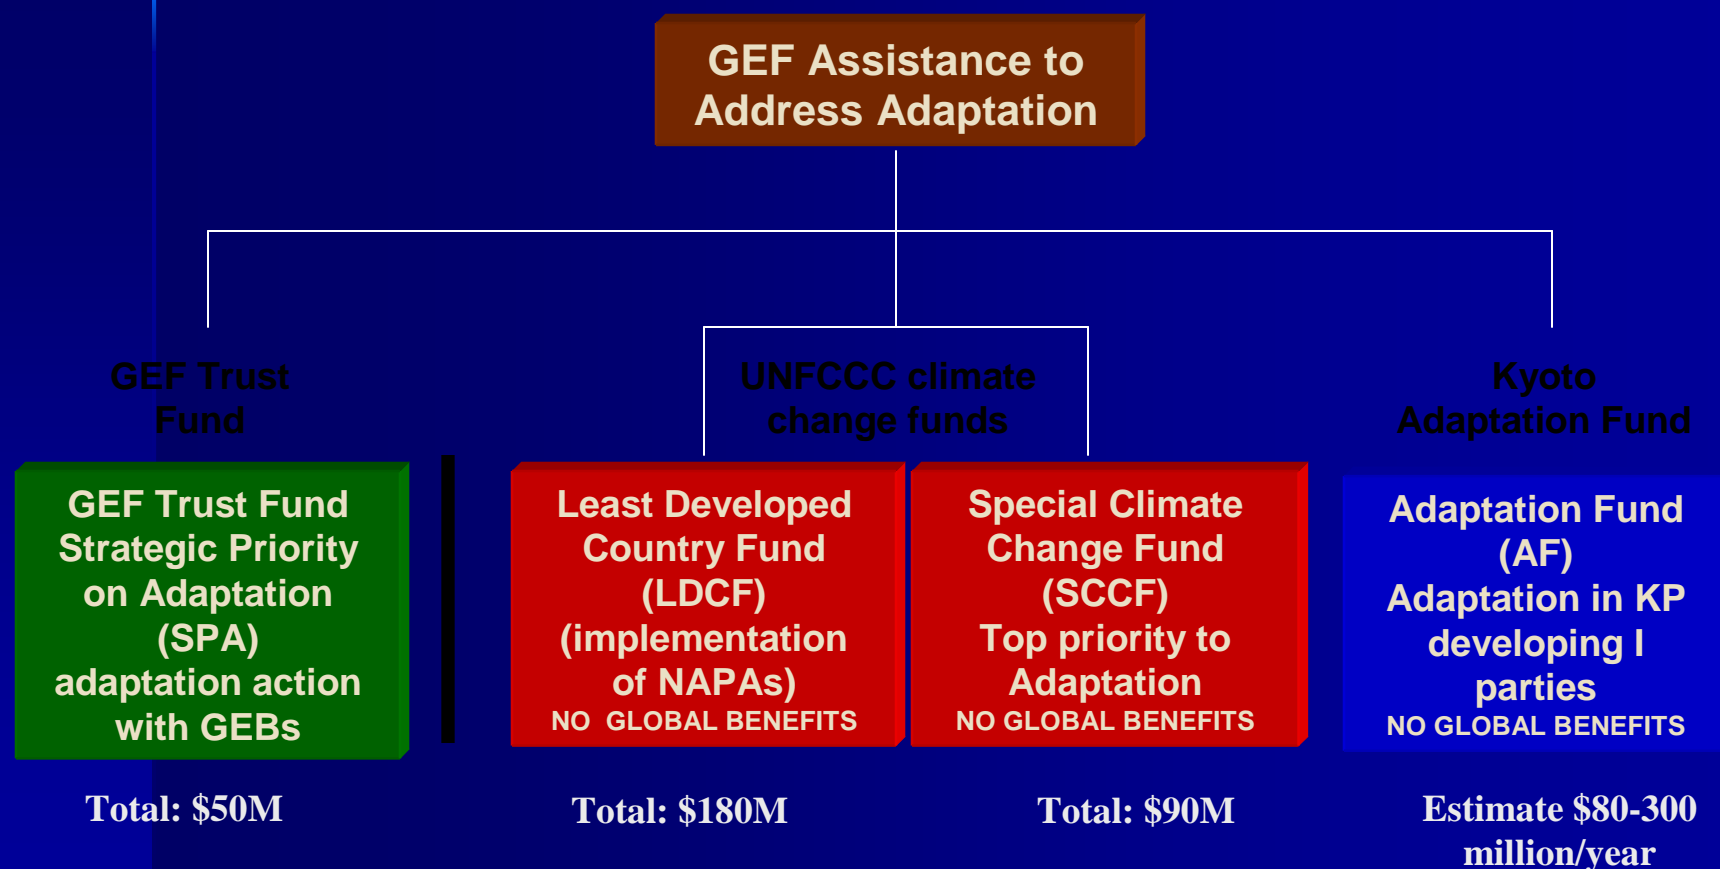 GEF Assistance to
Address Adaptation
GEF Trust
Fund
UNFCCC climate
change funds
Kyoto
Adaptation Fund
GEF Trust Fund
Strategic Priority
on Adaptation
(SPA)
adaptation action
with GEBs
Least Developed
Country Fund
(LDCF)
(implementation
of NAPAs)
NO GLOBAL BENEFITS
Special Climate
Change Fund
(SCCF)
Top priority to
Adaptation
NO GLOBAL BENEFITS
Adaptation Fund
(AF)
Adaptation in KP
developing I
parties
NO GLOBAL BENEFITS
Total: $50M
Total: $180M
Total: $90M
Estimate $80-300
million/year